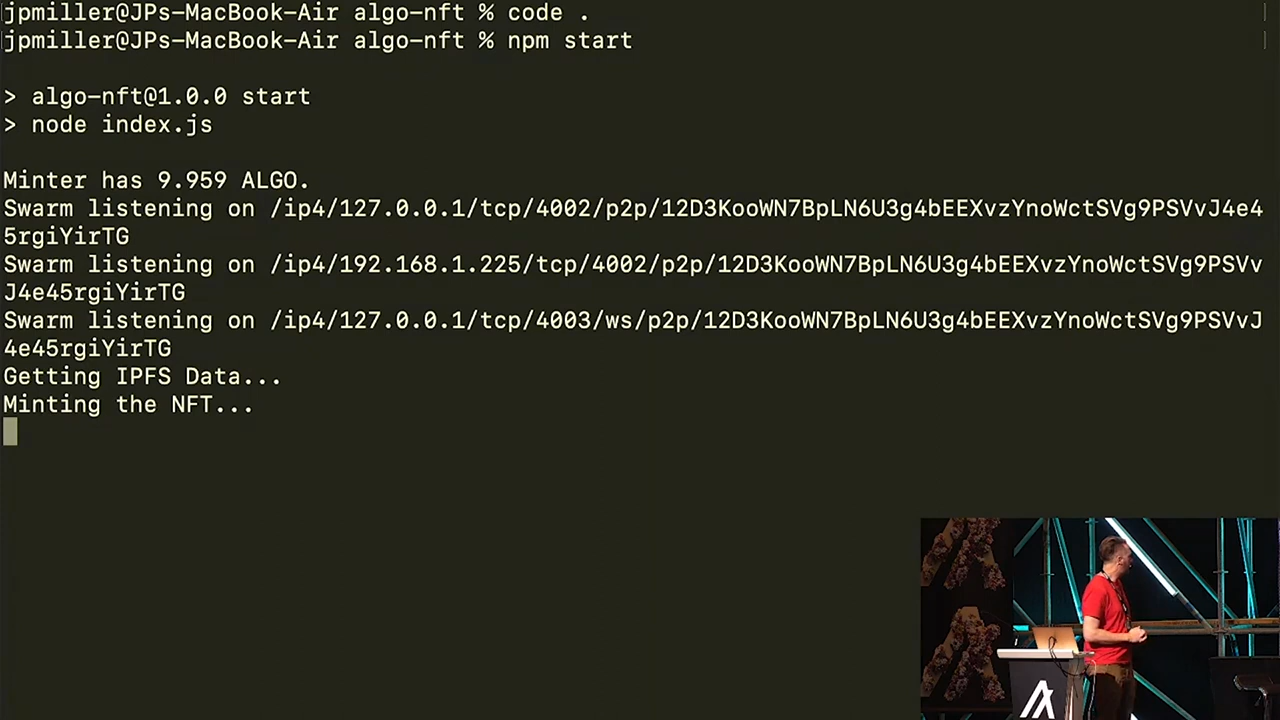 jpmiller@JPs-MacBook-Air algo-nft % code .
jpmiller@JPs-MacBook-Air algo-nft % npm start
> algo-nft@1.0.0 start
> node index.js
Minter has 9.959 ALGO.
Swarm listening on /ip4/127.0.0.1/tcp/4002/p2p/12D3KooWN7BpLN6U3g4bEEXvzYnoWctSVg9PSVvJ4e4
5rgiYirTG
Swarm listening on /ip4/192.168.1.225/tcp/4002/p2p/12D3KooWN7BpLN6U3g4bEEXvzYnoWctSVg9PSVv
J4e45rgiYirTG
Swarm listening on /ip4/127.0.0.1/tcp/4003/ws/p2p/12D3KooWN7BpLN6U3g4bEEXvzYnoWctSVg9PSVvJ
4e45rgiYirTG
Getting IPFS Data...
Minting the NFT...